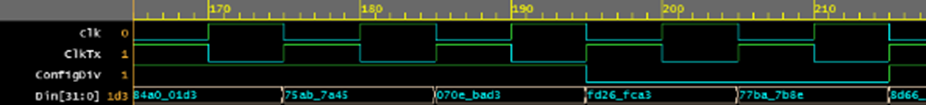 170 180 190 200 210
clk 0
ClkTx 1
ConfigDiv 1
Din[31:0] 1d3 84a0_01d3 75ab_7a45 070e_bad3 fd26_fca3 77ba_7b8e 8d66_